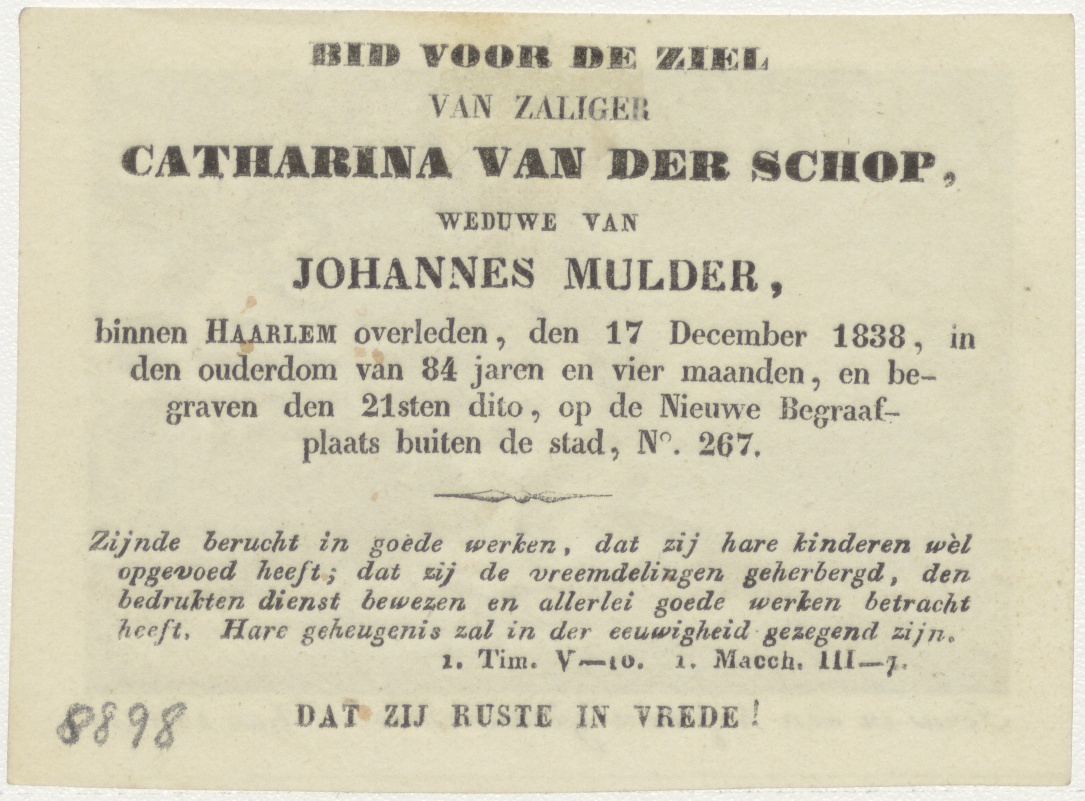 BID VOOR DE ZIEL
VAN ZALIGER
CATHARINA VAN DER SCHOP,
WEDUWE VAN
JOHANNES MULDER,
binnen HAARLEM overleden, den 17 December 1838, in
den ouderdom van 84 jaren en vier maanden, en be-
graven den 21sten dito, op de Nieuwe Begraaf-
plaats buiten de stad, No. 267.
Zijnde berucht in goede werken, dat zij hare kinderen wèl
opgevoed heeft; dat zij de vreemdelingen geherbergd, den
bedrukten dienst bewezen en allerlei goede werken betracht
heeft. Hare geheugenis zal in der eeuwigheid gezegend zijn.
1. Tim. V—10. 1. Macch. III—7.
DAT ZIJ RUSTE IN VREDE!
8898